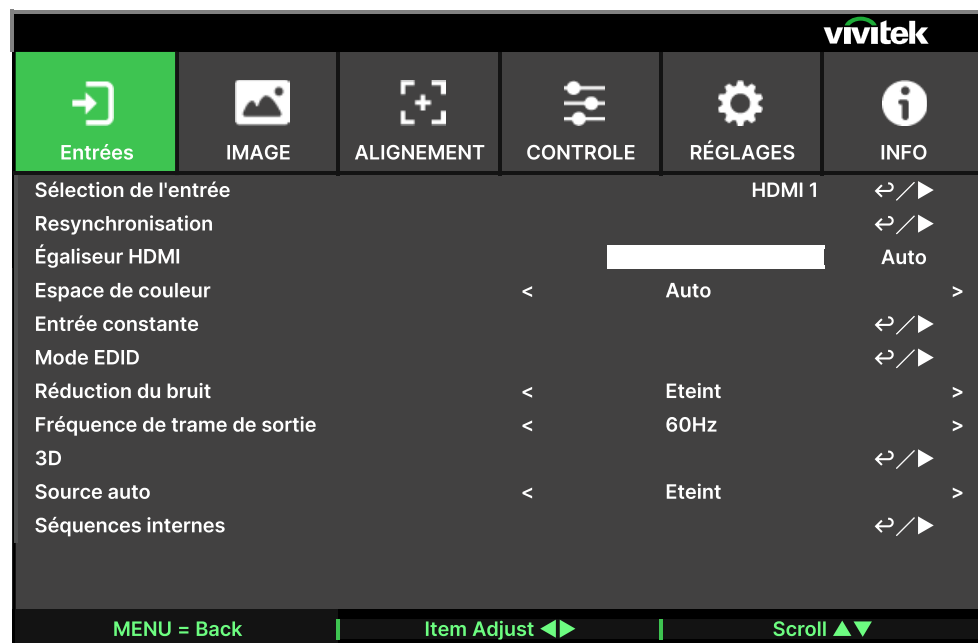 vivitek
Entrées IMAGE ALIGNEMENT CONTROLE RÉGLAGES INFO
Sélection de l'entrée HDMI 1
Resynchronisation
Égaliseur HDMI Auto
Espace de couleur < Auto >
Entrée constante
Mode EDID
Réduction du bruit < Eteint >
Fréquence de trame de sortie < 60Hz >
3D
Source auto < Eteint >
Séquences internes
MENU = Back Item Adjust ◀▶ Scroll ▲▼